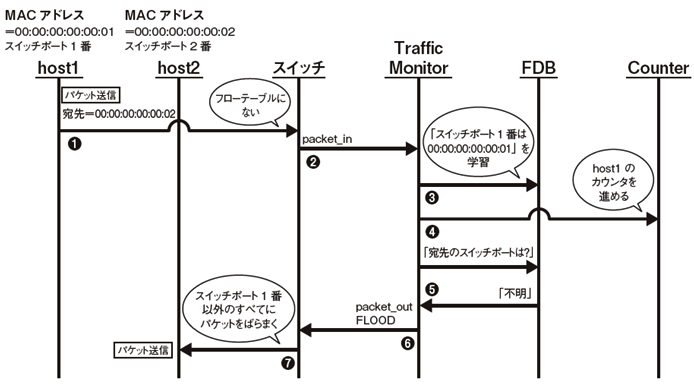 MAC アドレス
=00:00:00:00:00:01
スイッチポート 1 番
MAC アドレス
=00:00:00:00:00:02
スイッチポート 2 番
host1
host2
スイッチ
Traffic
Monitor
FDB
Counter
パケット送信
宛先=00:00:00:00:00:02
❶
フローテーブルに
ない
packet_in
❷
「スイッチポート 1 番は
00:00:00:00:00:01」を
学習
❸
host1 の
カウンタを
進める
❹
「宛先のスイッチポートは?」
❺
「不明」
packet_out
FLOOD
❻
スイッチポート 1 番
以外のすべてに
パケットをばらまく
パケット送信
❼